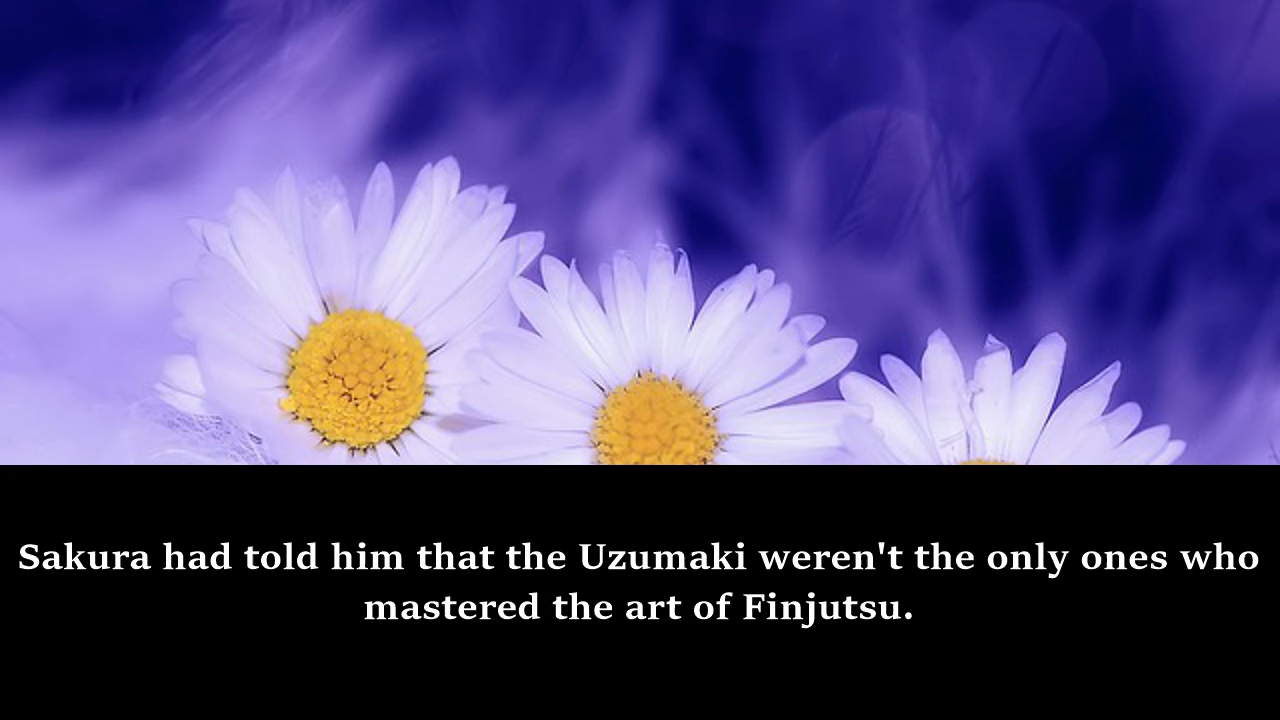 Sakura had told him that the Uzumaki weren't the only ones who
mastered the art of Finjutsu.